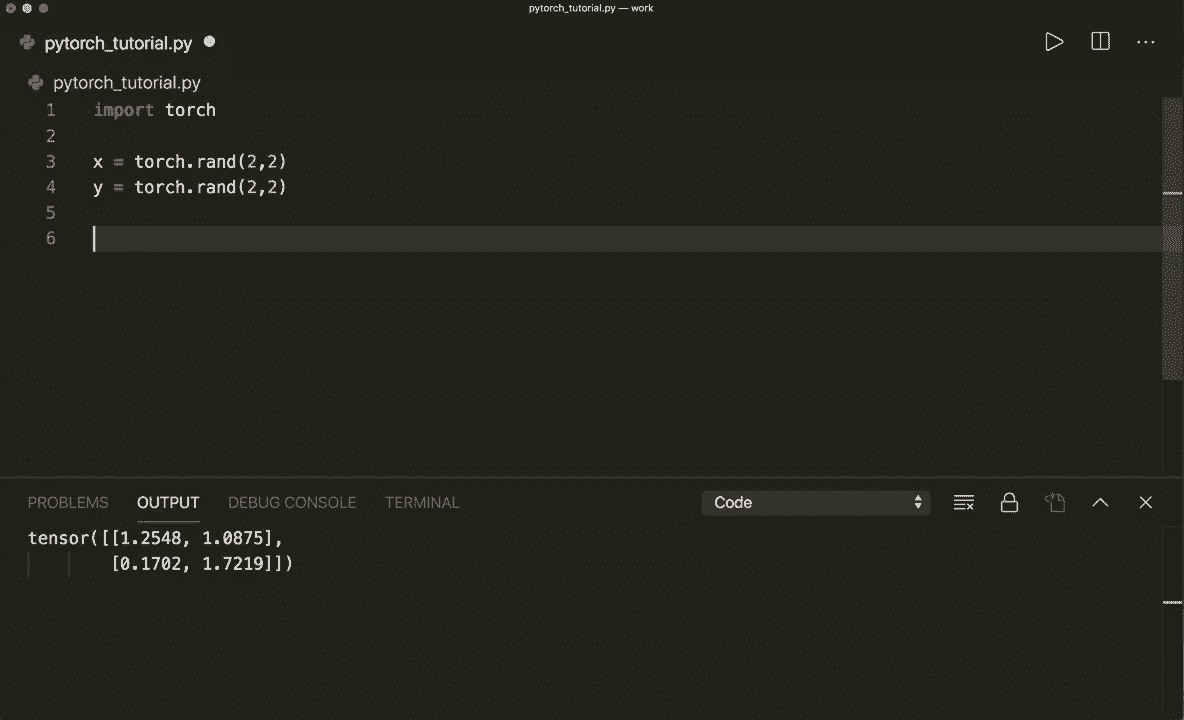 pytorch_tutorial.py — work
pytorch_tutorial.py
pytorch_tutorial.py
1 import torch
2
3 x = torch.rand(2,2)
4 y = torch.rand(2,2)
5
6
PROBLEMS OUTPUT DEBUG CONSOLE TERMINAL Code
tensor([[1.2548, 1.0875],
[0.1702, 1.7219]])